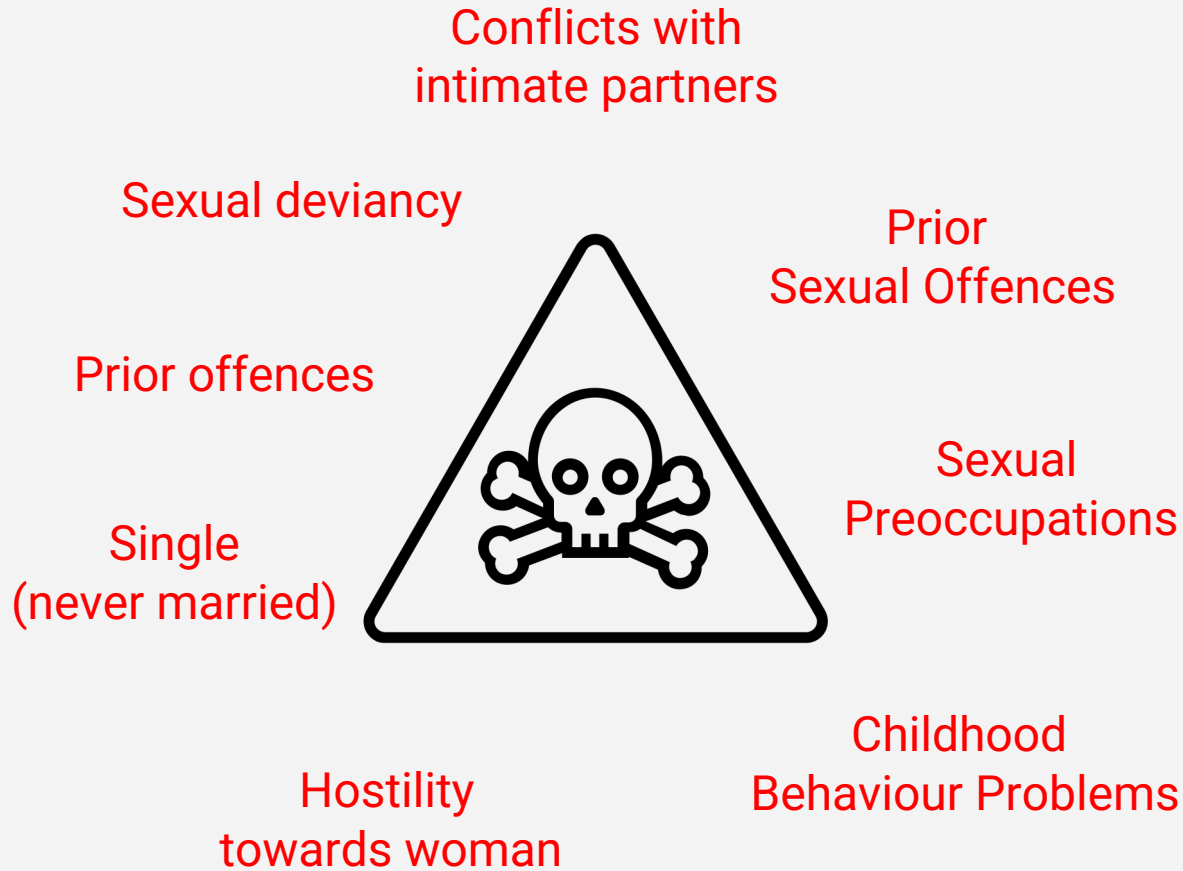 Conflicts with
intimate partners
Sexual deviancy
Prior
Sexual Offences
Prior offences
Sexual
Preoccupations
Single
(never married)
Childhood
Behaviour Problems
Hostility
towards woman